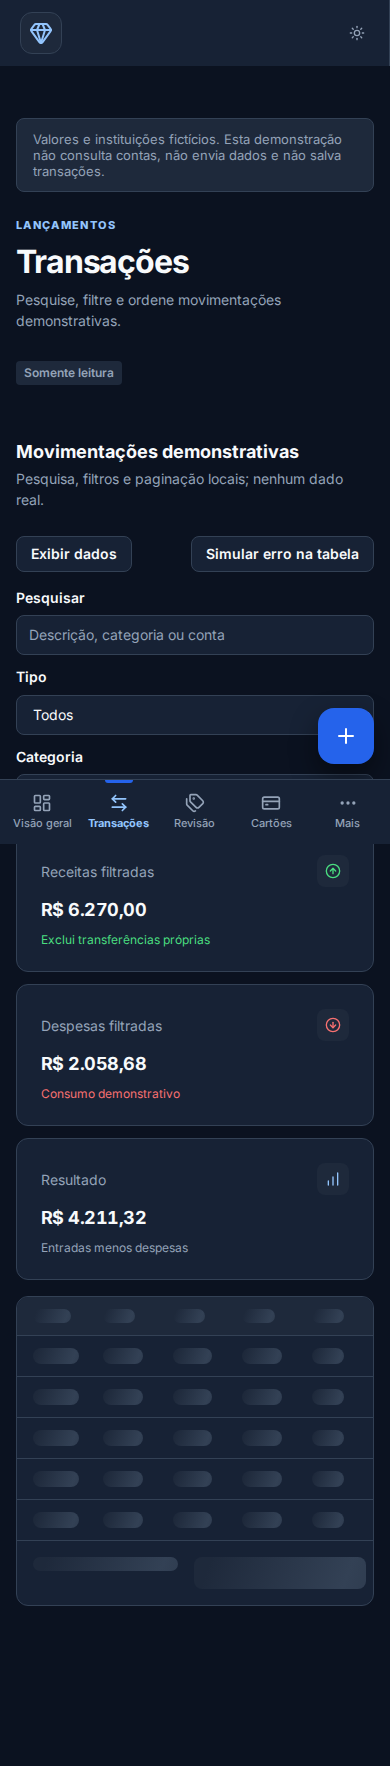 Valores e instituições fictícios. Esta demonstração
não consulta contas, não envia dados e não salva
transações.
LANÇAMENTOS
Transações
Pesquise, filtre e ordene movimentações
demonstrativas.
Somente leitura
Movimentações demonstrativas
Pesquisa, filtros e paginação locais; nenhum dado
real.
Exibir dados
Simular erro na tabela
Pesquisar
Descrição, categoria ou conta
Tipo
Todos
Categoria
Visão geral
Transações
Revisão
Cartões
Mais
Receitas filtradas
R$ 6.270,00
Exclui transferências próprias
Despesas filtradas
R$ 2.058,68
Consumo demonstrativo
Resultado
R$ 4.211,32
Entradas menos despesas